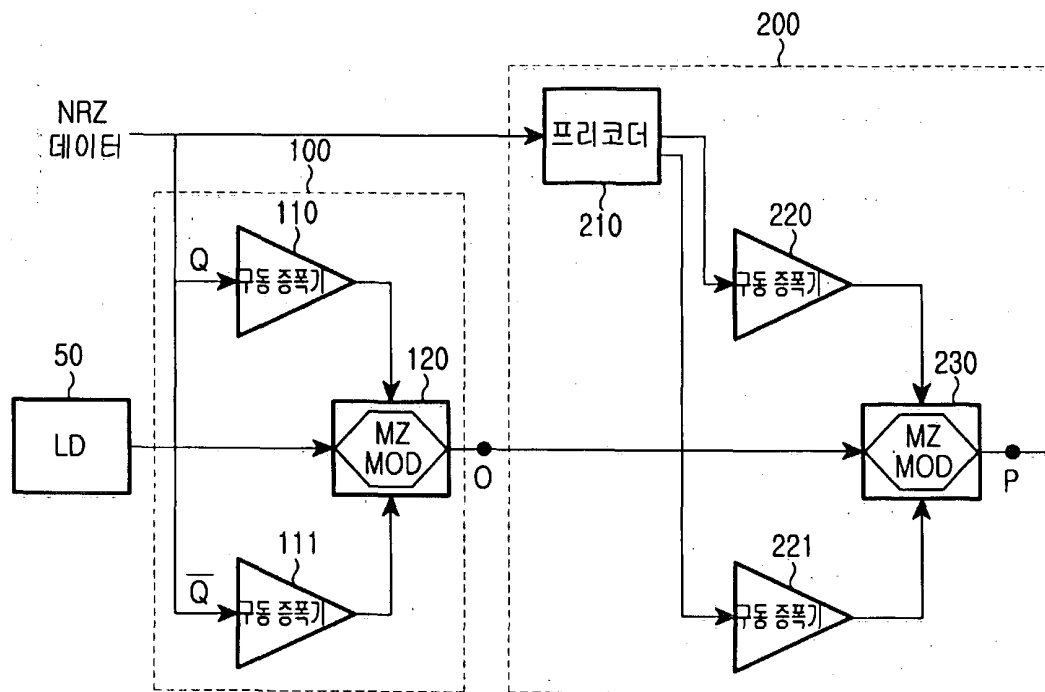 200
NRZ
데이터
프리코더
100
210
110
220
Q
구동 증폭기
구동 증폭기
50
120
230
LD
MZ
MOD
MZ
MOD
O
P
111
221
Q̅
구동 증폭기
구동 증폭기